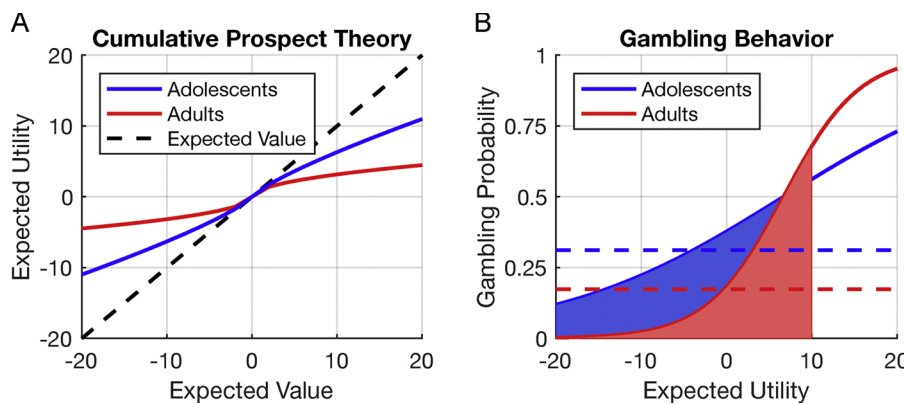 A
Cumulative Prospect Theory
20
10
0
-10
-20
Expected Utility
Adolescents
Adults
Expected Value
-20
-10
0
10
20
Expected Value
B
Gambling Behavior
1
0.75
0.5
0.25
0
Gambling Probability
Adolescents
Adults
-20
-10
0
10
20
Expected Utility